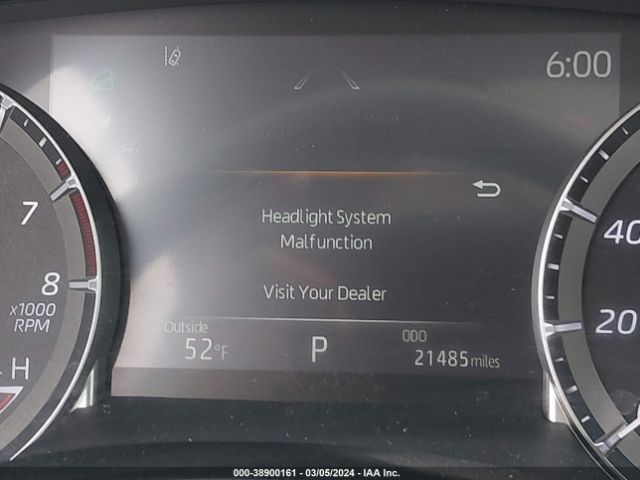 6:00
Headlight System
Malfunction
Visit Your Dealer
Outside
52°F
P
ODO
21485 miles
7
8
x1000
RPM
H
40
20
0
000-38900161 - 03/05/2024 - IAA Inc.